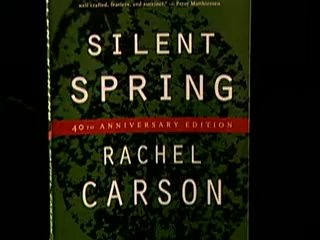 well crafted, fearless, and succinct." — Peter Matthiessen
SILENT
SPRING
40TH ANNIVERSARY EDITION
RACHEL
CARSON